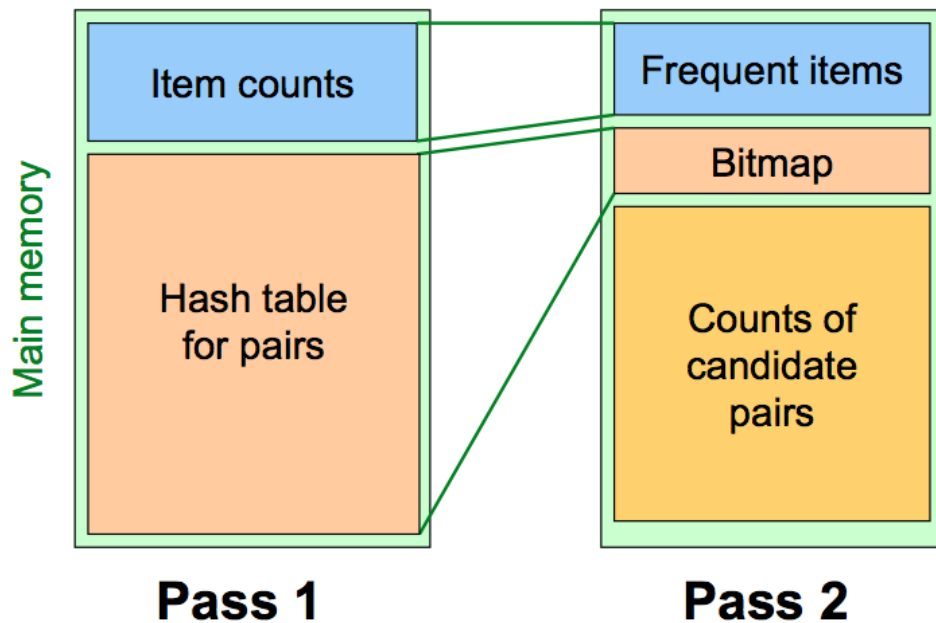 Main memory
Item counts
Hash table
for pairs
Pass 1
Frequent items
Bitmap
Counts of
candidate
pairs
Pass 2